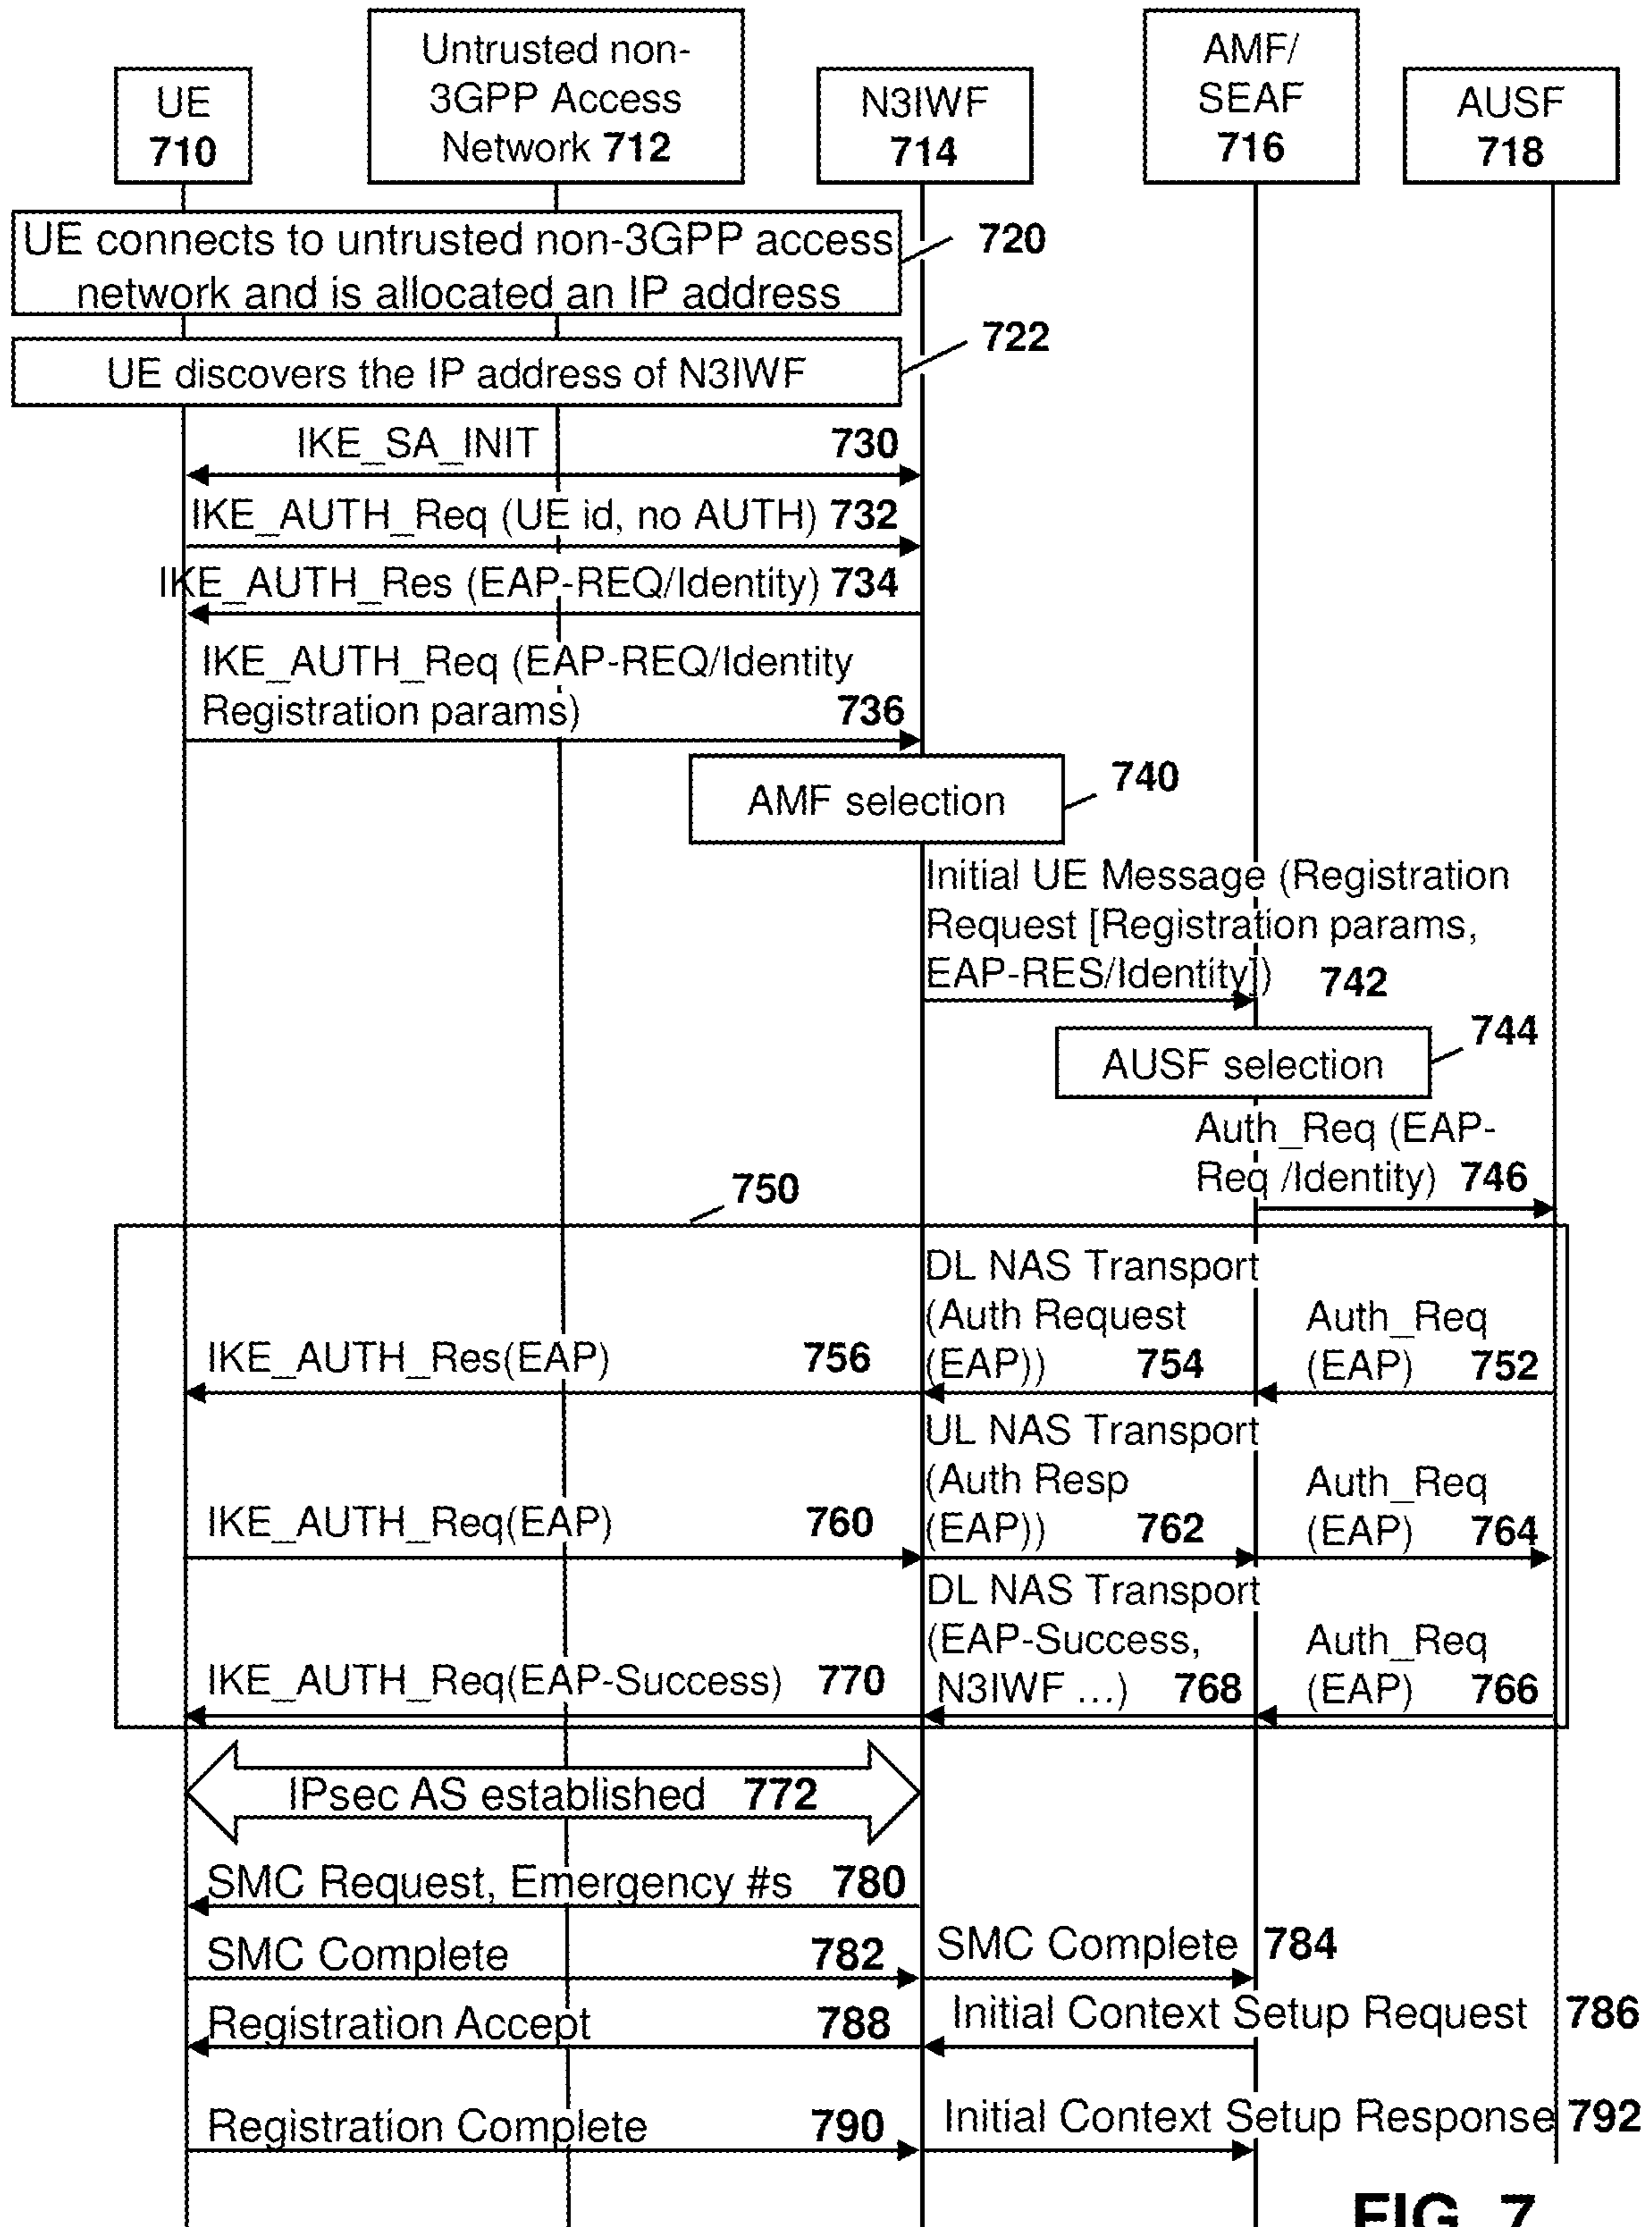 UE
710
Untrusted non-
3GPP Access
Network 712
N3IWF
714
AMF/
SEAF
716
AUSF
718
UE connects to untrusted non-3GPP access
network and is allocated an IP address
720
UE discovers the IP address of N3IWF
722
IKE_SA_INIT 730
IKE_AUTH_Req (UE id, no AUTH) 732
IKE_AUTH_Res (EAP-REQ/Identity) 734
IKE_AUTH_Req (EAP-REQ/Identity
Registration params) 736
AMF selection
740
Initial UE Message (Registration
Request [Registration params,
EAP-RES/Identity]) 742
AUSF selection
744
Auth_Req (EAP-
Req /Identity) 746
750
DL NAS Transport
(Auth Request
(EAP)) 754
Auth_Req
(EAP) 752
IKE_AUTH_Res(EAP) 756
UL NAS Transport
(Auth Resp
(EAP)) 762
Auth_Req
(EAP) 764
IKE_AUTH_Req(EAP) 760
DL NAS Transport
(EAP-Success,
N3IWF ...) 768
Auth_Req
(EAP) 766
IKE_AUTH_Req(EAP-Success) 770
IPsec AS established 772
SMC Request, Emergency #s 780
SMC Complete 782
SMC Complete 784
Registration Accept 788
Initial Context Setup Request 786
Registration Complete 790
Initial Context Setup Response 792
FIG. 7